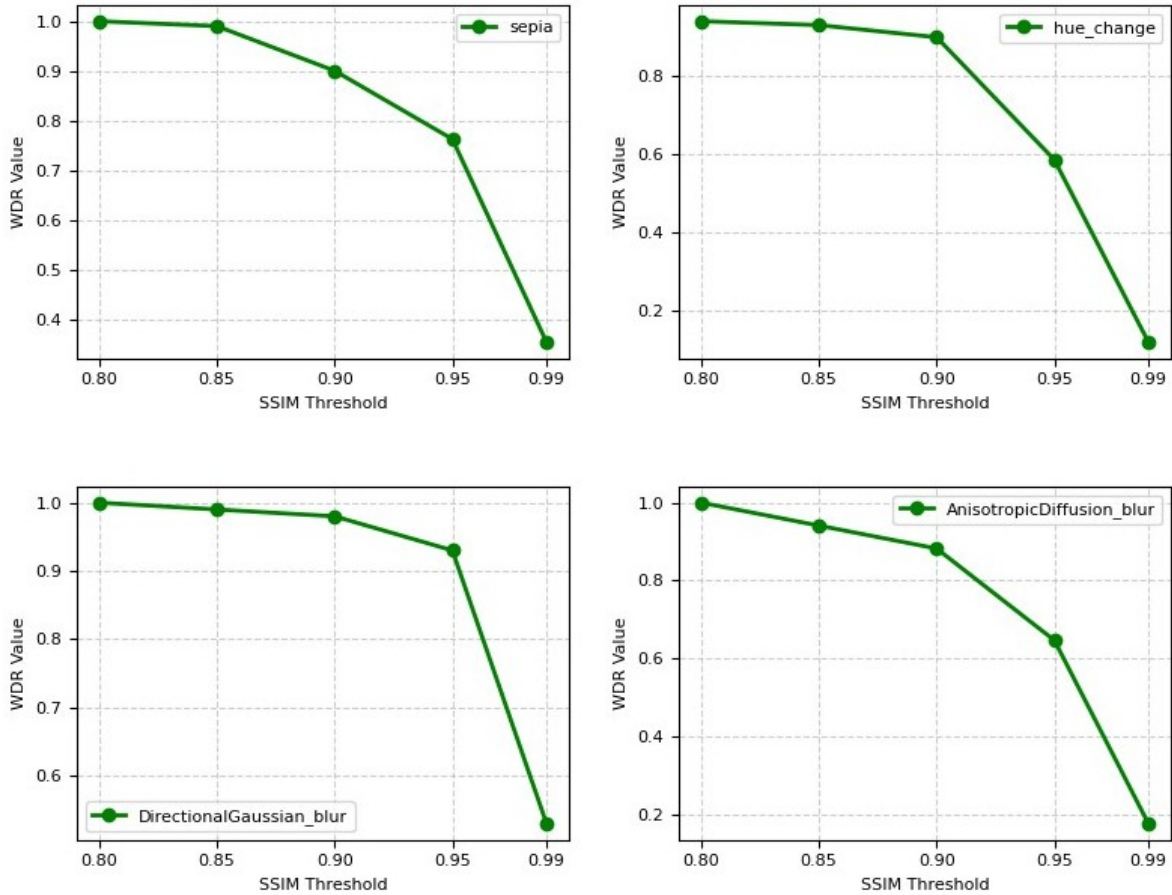 1.0
0.9
0.8
0.7
0.6
0.5
0.4
WDR Value
sepia
0.80 0.85 0.90 0.95 0.99
SSIM Threshold
0.8
0.6
0.4
0.2
WDR Value
hue_change
0.80 0.85 0.90 0.95 0.99
SSIM Threshold
1.0
0.9
0.8
0.7
0.6
WDR Value
DirectionalGaussian_blur
0.80 0.85 0.90 0.95 0.99
SSIM Threshold
1.0
0.8
0.6
0.4
0.2
WDR Value
AnisotropicDiffusion_blur
0.80 0.85 0.90 0.95 0.99
SSIM Threshold